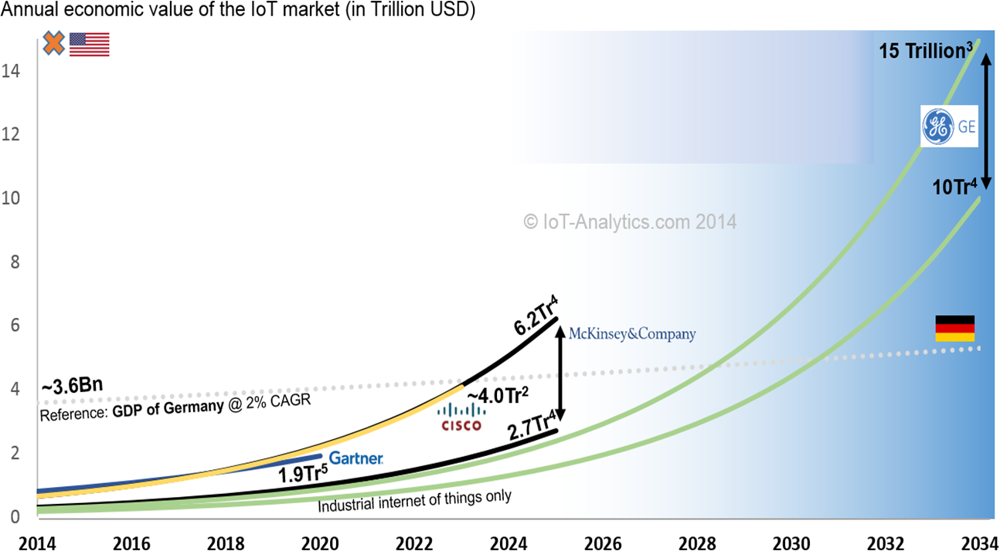 Annual economic value of the IoT market (in Trillion USD)
15 Trillion3
14
GE
12
10Tr4
10
© IoT-Analytics.com 2014
8
6.2Tr4
6
McKinsey&Company
~3.6Bn
4
~4.0Tr2
Reference: GDP of Germany @ 2% CAGR
CISCO
2.7Tr4
2
Gartner
1.9Tr5
Industrial internet of things only
0
2014 2016 2018 2020 2022 2024 2026 2028 2030 2032 2034